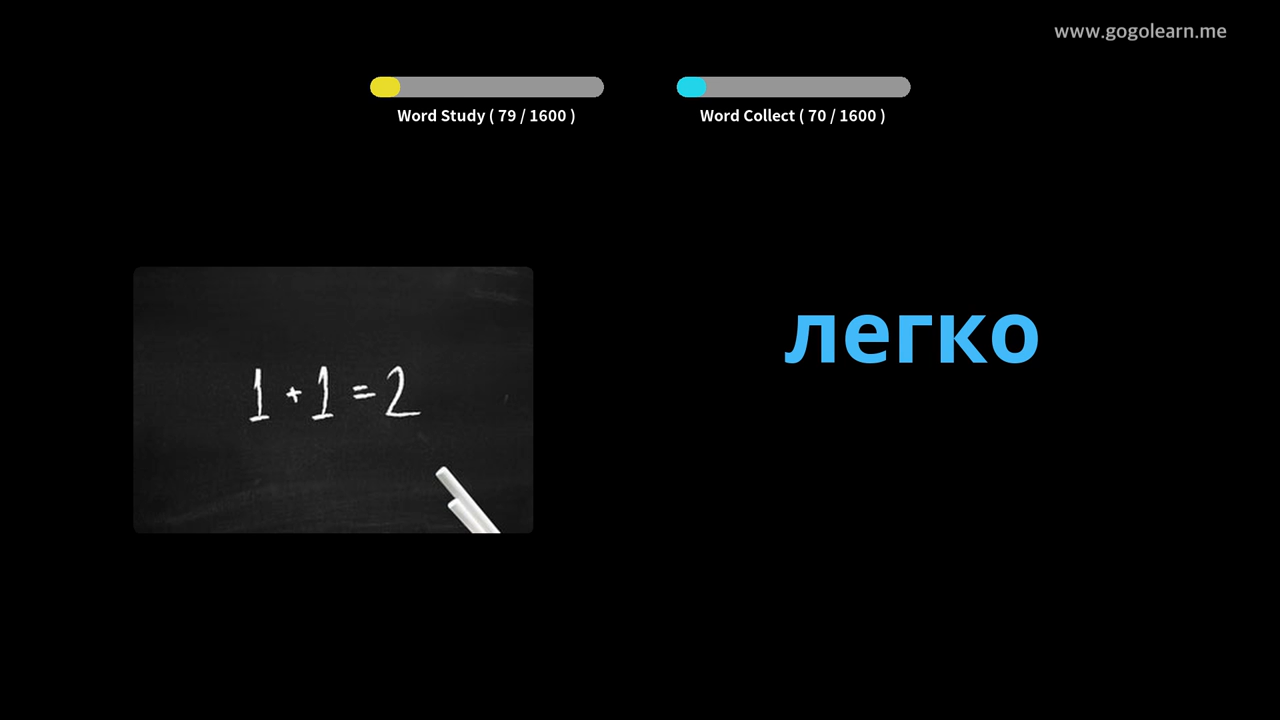 www.gogolearn.me
Word Study ( 79 / 1600 )
Word Collect ( 70 / 1600 )
легко
1 + 1 = 2